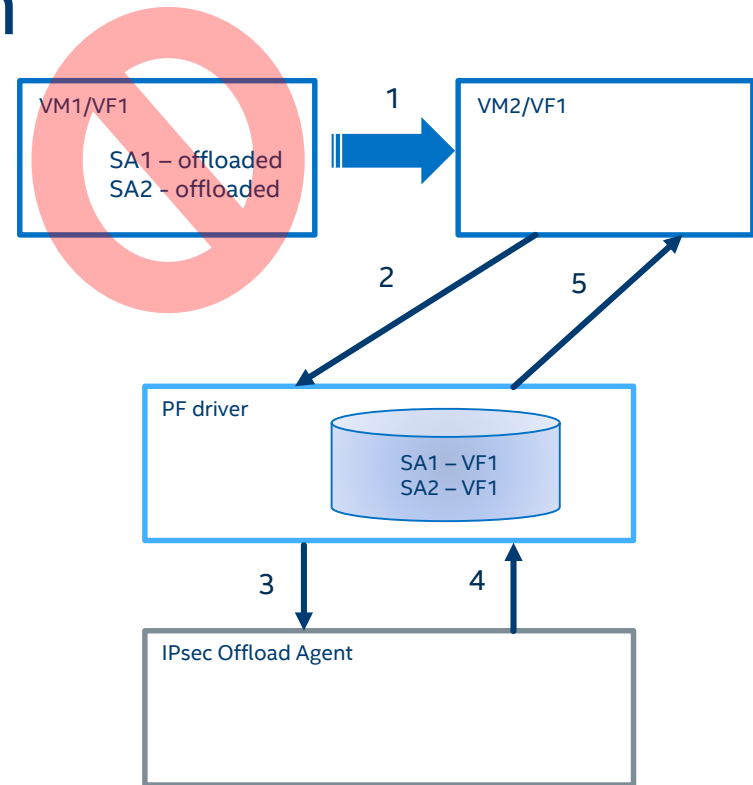 VM1/VF1
SA1 – offloaded
SA2 - offloaded
1
VM2/VF1
2
5
PF driver
SA1 – VF1
SA2 – VF1
3
4
IPsec Offload Agent